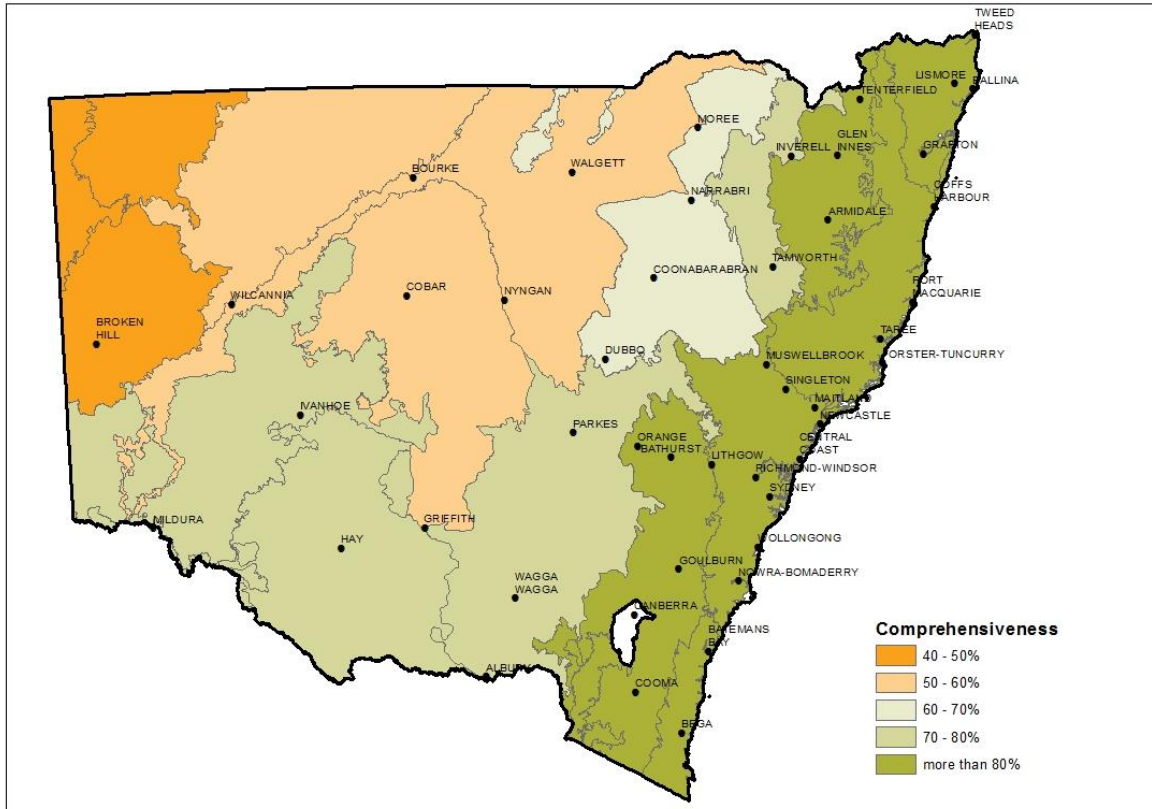 TWEED
HEADS
LISMORE
BALLINA
TENTERFIELD
MOREE
GLEN
INNES
INVERELL
GRAFTON
WALGETT
BOURKE
NARRABRI
COFFS
HARBOUR
ARMIDALE
TAMWORTH
COONABARABRAN
PORT
MACQUARIE
WILCANNIA
COBAR
NYNGAN
BROKEN
HILL
TAREE
DUBBO
MUSWELLBROOK
FORSTER-TUNCURRY
SINGLETON
MAITLAND
NEWCASTLE
IVANHOE
PARKES
ORANGE
BATHURST
CENTRAL
COAST
LITHGOW
RICHMOND-WINDSOR
SYDNEY
MILDURA
GRIFFITH
HAY
WOLLONGONG
GOULBURN
NOWRA-BOMADERRY
WAGGA
WAGGA
CANBERRA
BATEMANS
BAY
ALBURY
COOMA
BEGA
Comprehensiveness
40 - 50%
50 - 60%
60 - 70%
70 - 80%
more than 80%